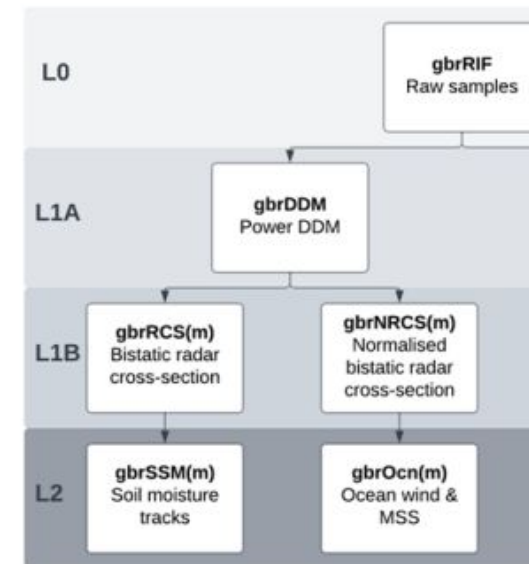 L0
gbrRIF
Raw samples
L1A
gbrDDM
Power DDM
L1B
gbrRCS(m)
Bistatic radar
cross-section
gbrNRCS(m)
Normalised
bistatic radar
cross-section
L2
gbrSSM(m)
Soil moisture
tracks
gbrOcn(m)
Ocean wind &
MSS